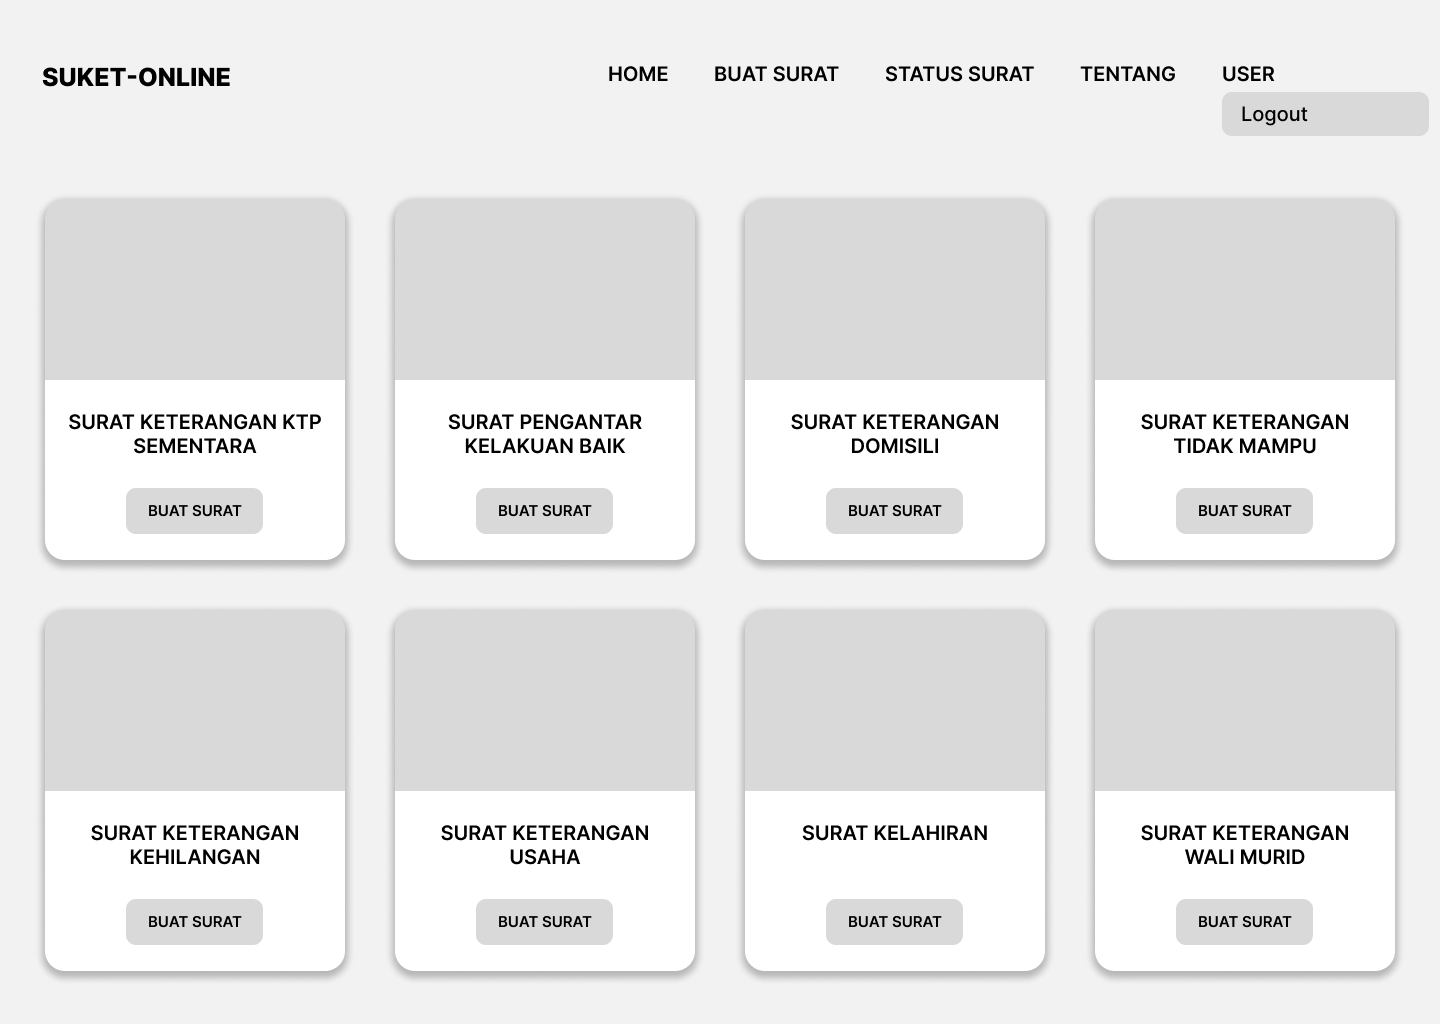 SUKET-ONLINE
HOME
BUAT SURAT
STATUS SURAT
TENTANG
USER
Logout
SURAT KETERANGAN KTP
SEMENTARA
BUAT SURAT
SURAT PENGANTAR
KELAKUAN BAIK
BUAT SURAT
SURAT KETERANGAN
DOMISILI
BUAT SURAT
SURAT KETERANGAN
TIDAK MAMPU
BUAT SURAT
SURAT KETERANGAN
KEHILANGAN
BUAT SURAT
SURAT KETERANGAN
USAHA
BUAT SURAT
SURAT KELAHIRAN
BUAT SURAT
SURAT KETERANGAN
WALI MURID
BUAT SURAT